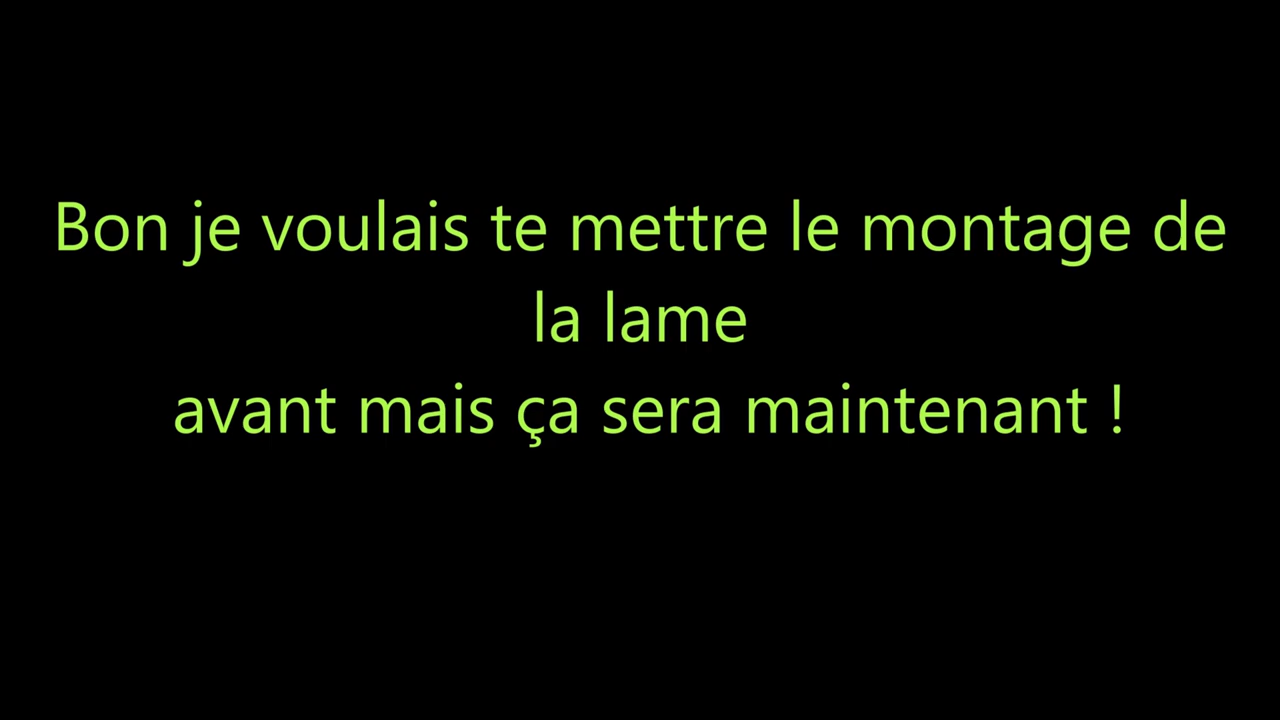 Bon je voulais te mettre le montage de
la lame
avant mais ça sera maintenant !